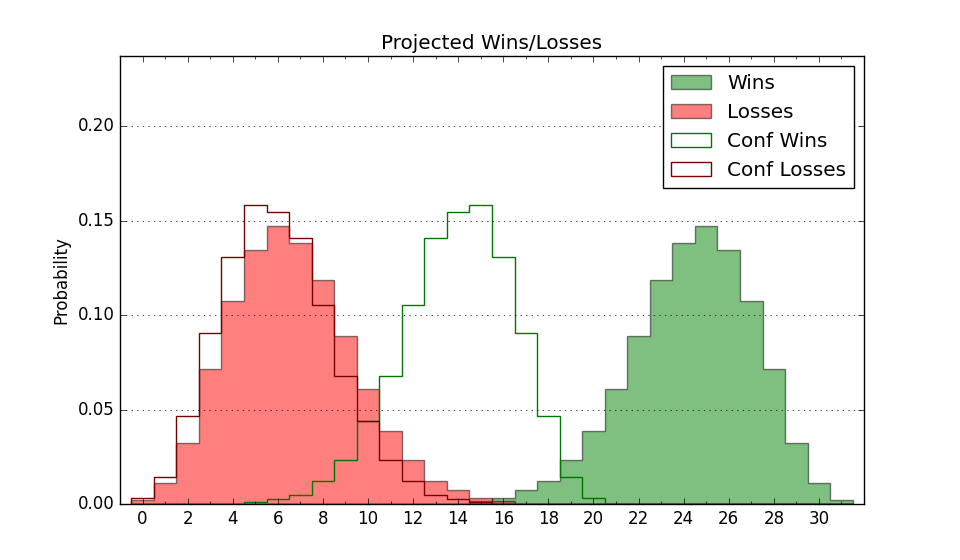 Projected Wins/Losses
Wins
Losses
Conf Wins
Conf Losses
Probability
0.20
0.15
0.10
0.05
0.00
0 2 4 6 8 10 12 14 16 18 20 22 24 26 28 30